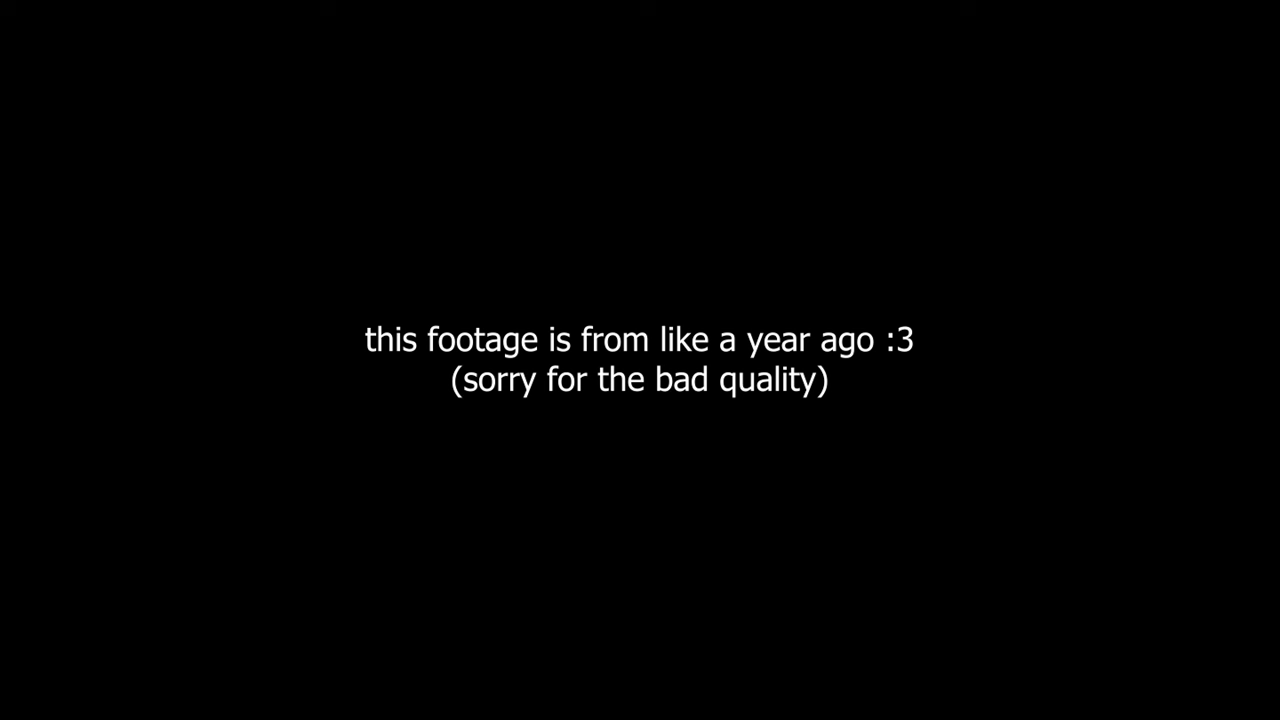 this footage is from like a year ago :3
(sorry for the bad quality)